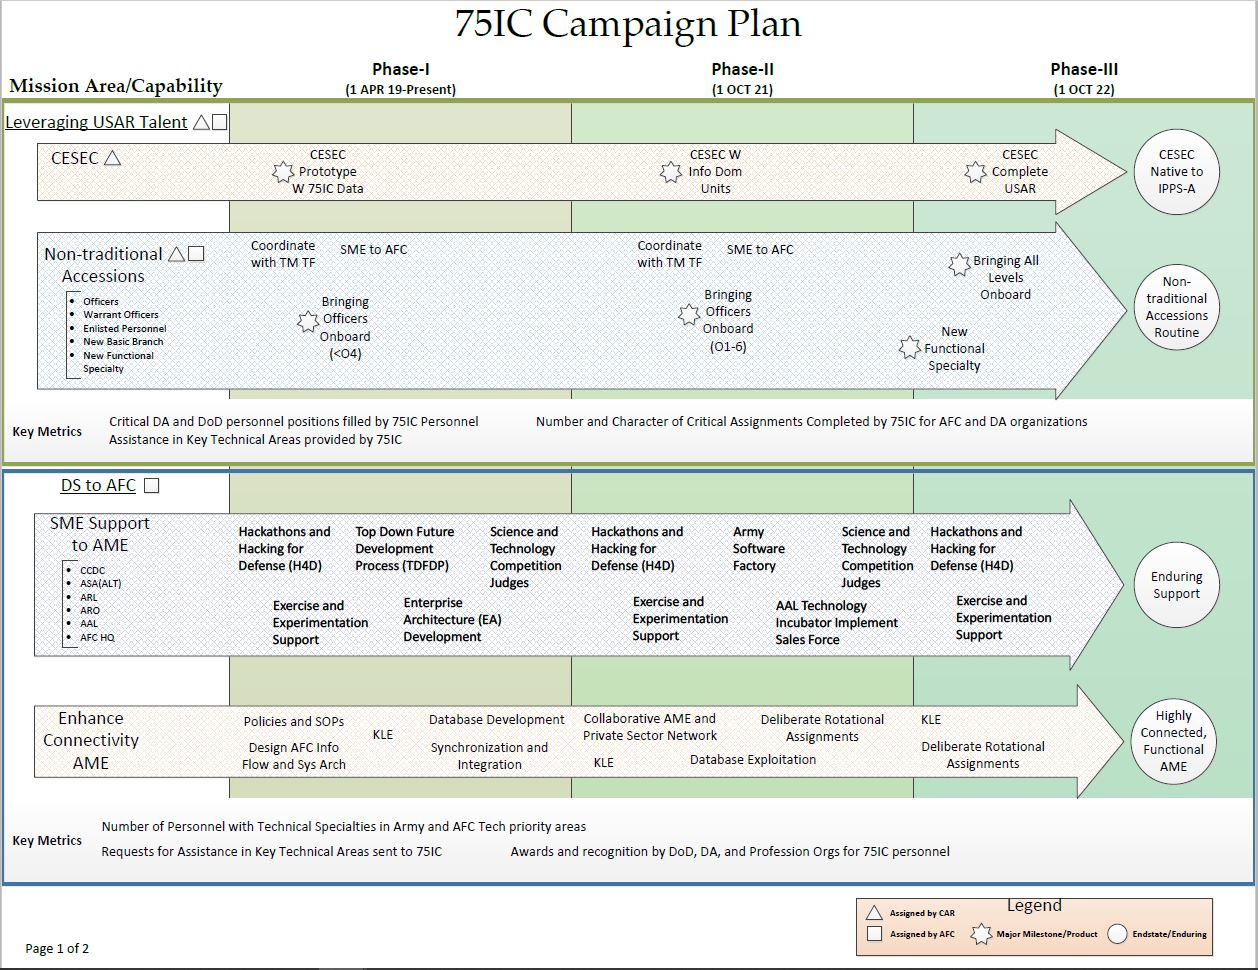 75IC Campaign Plan
Mission Area/Capability
Phase-I
(1 APR 19-Present)
Phase-II
(1 OCT 21)
Phase-III
(1 OCT 22)
Leveraging USAR Talent
CESEC
CESEC
Prototype
W 75IC Data
CESEC W
Info Dom
Units
CESEC
Complete
USAR
CESEC
Native to
IPPS-A
Non-traditional
Accessions
Officers
Warrant Officers
Enlisted Personnel
New Basic Branch
New Functional
Specialty
Coordinate
with TM TF
SME to AFC
Bringing
Officers
Onboard
(<O4)
Coordinate
with TM TF
SME to AFC
Bringing
Officers
Onboard
(O1-6)
Bringing All
Levels
Onboard
New
Functional
Specialty
Non-
traditional
Accessions
Routine
Key Metrics
Critical DA and DoD personnel positions filled by 75IC Personnel
Assistance in Key Technical Areas provided by 75IC
Number and Character of Critical Assignments Completed by 75IC for AFC and DA organizations
DS to AFC
SME Support
to AME
CCDC
ASA(ALT)
ARL
ARO
AAL
AFC HQ
Hackathons and
Hacking for
Defense (H4D)
Top Down Future
Development
Process (TDFDP)
Science and
Technology
Competition
Judges
Exercise and
Experimentation
Support
Enterprise
Architecture (EA)
Development
Hackathons and
Hacking for
Defense (H4D)
Army
Software
Factory
Science and
Technology
Competition
Judges
Exercise and
Experimentation
Support
AAL Technology
Incubator Implement
Sales Force
Hackathons and
Hacking for
Defense (H4D)
Exercise and
Experimentation
Support
Enduring
Support
Enhance
Connectivity
AME
Policies and SOPs
Design AFC Info
Flow and Sys Arch
KLE
Database Development
Synchronization and
Integration
Collaborative AME and
Private Sector Network
KLE
Deliberate Rotational
Assignments
Database Exploitation
KLE
Deliberate Rotational
Assignments
Highly
Connected,
Functional
AME
Key Metrics
Number of Personnel with Technical Specialties in Army and AFC Tech priority areas
Requests for Assistance in Key Technical Areas sent to 75IC
Awards and recognition by DoD, DA, and Profession Orgs for 75IC personnel
Legend
Assigned by CAR
Assigned by AFC
Major Milestone/Product
Endstate/Enduring
Page 1 of 2